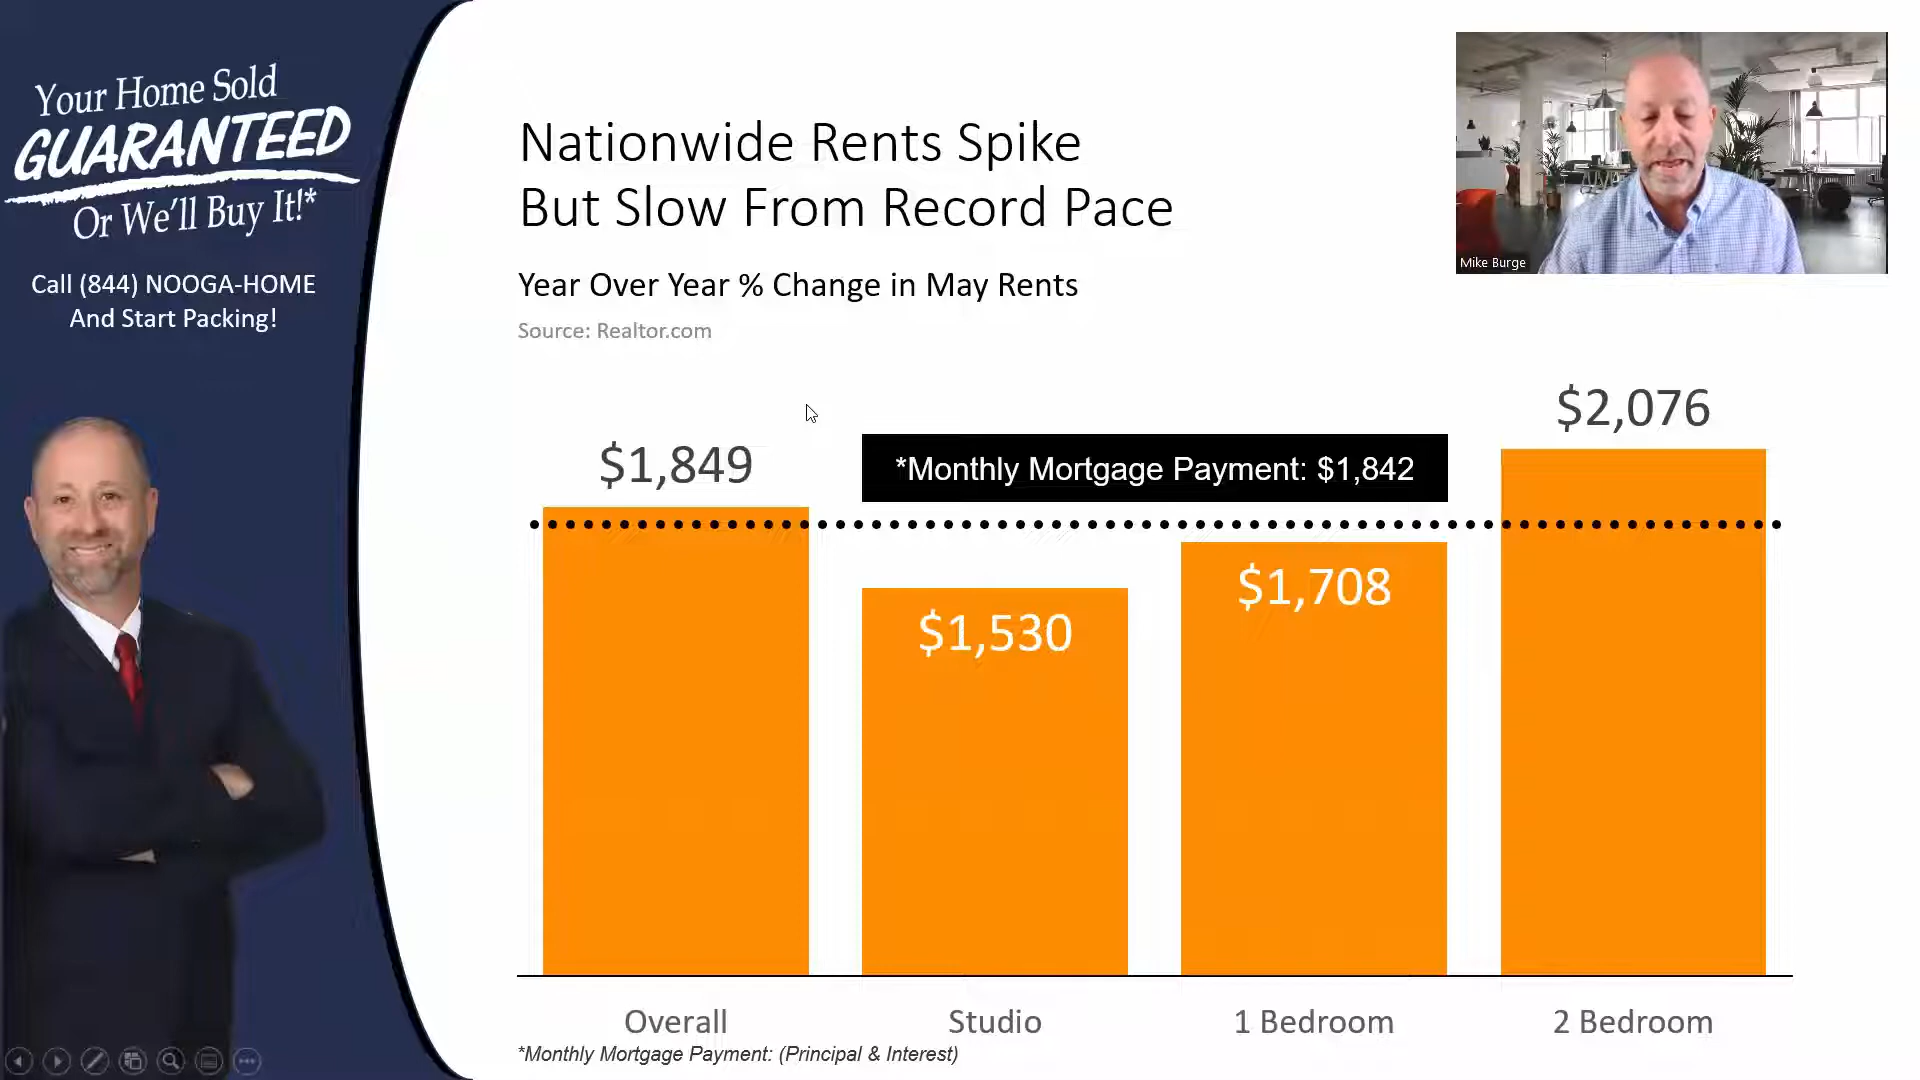 Your Home Sold
GUARANTEED
Or We'll Buy It!*
Call (844) NOOGA-HOME
And Start Packing!
Nationwide Rents Spike
But Slow From Record Pace
Year Over Year % Change in May Rents
Source: Realtor.com
Mike Burge
$1,849
*Monthly Mortgage Payment: $1,842
$2,076
$1,530
$1,708
Overall
Studio
1 Bedroom
2 Bedroom
*Monthly Mortgage Payment: (Principal & Interest)